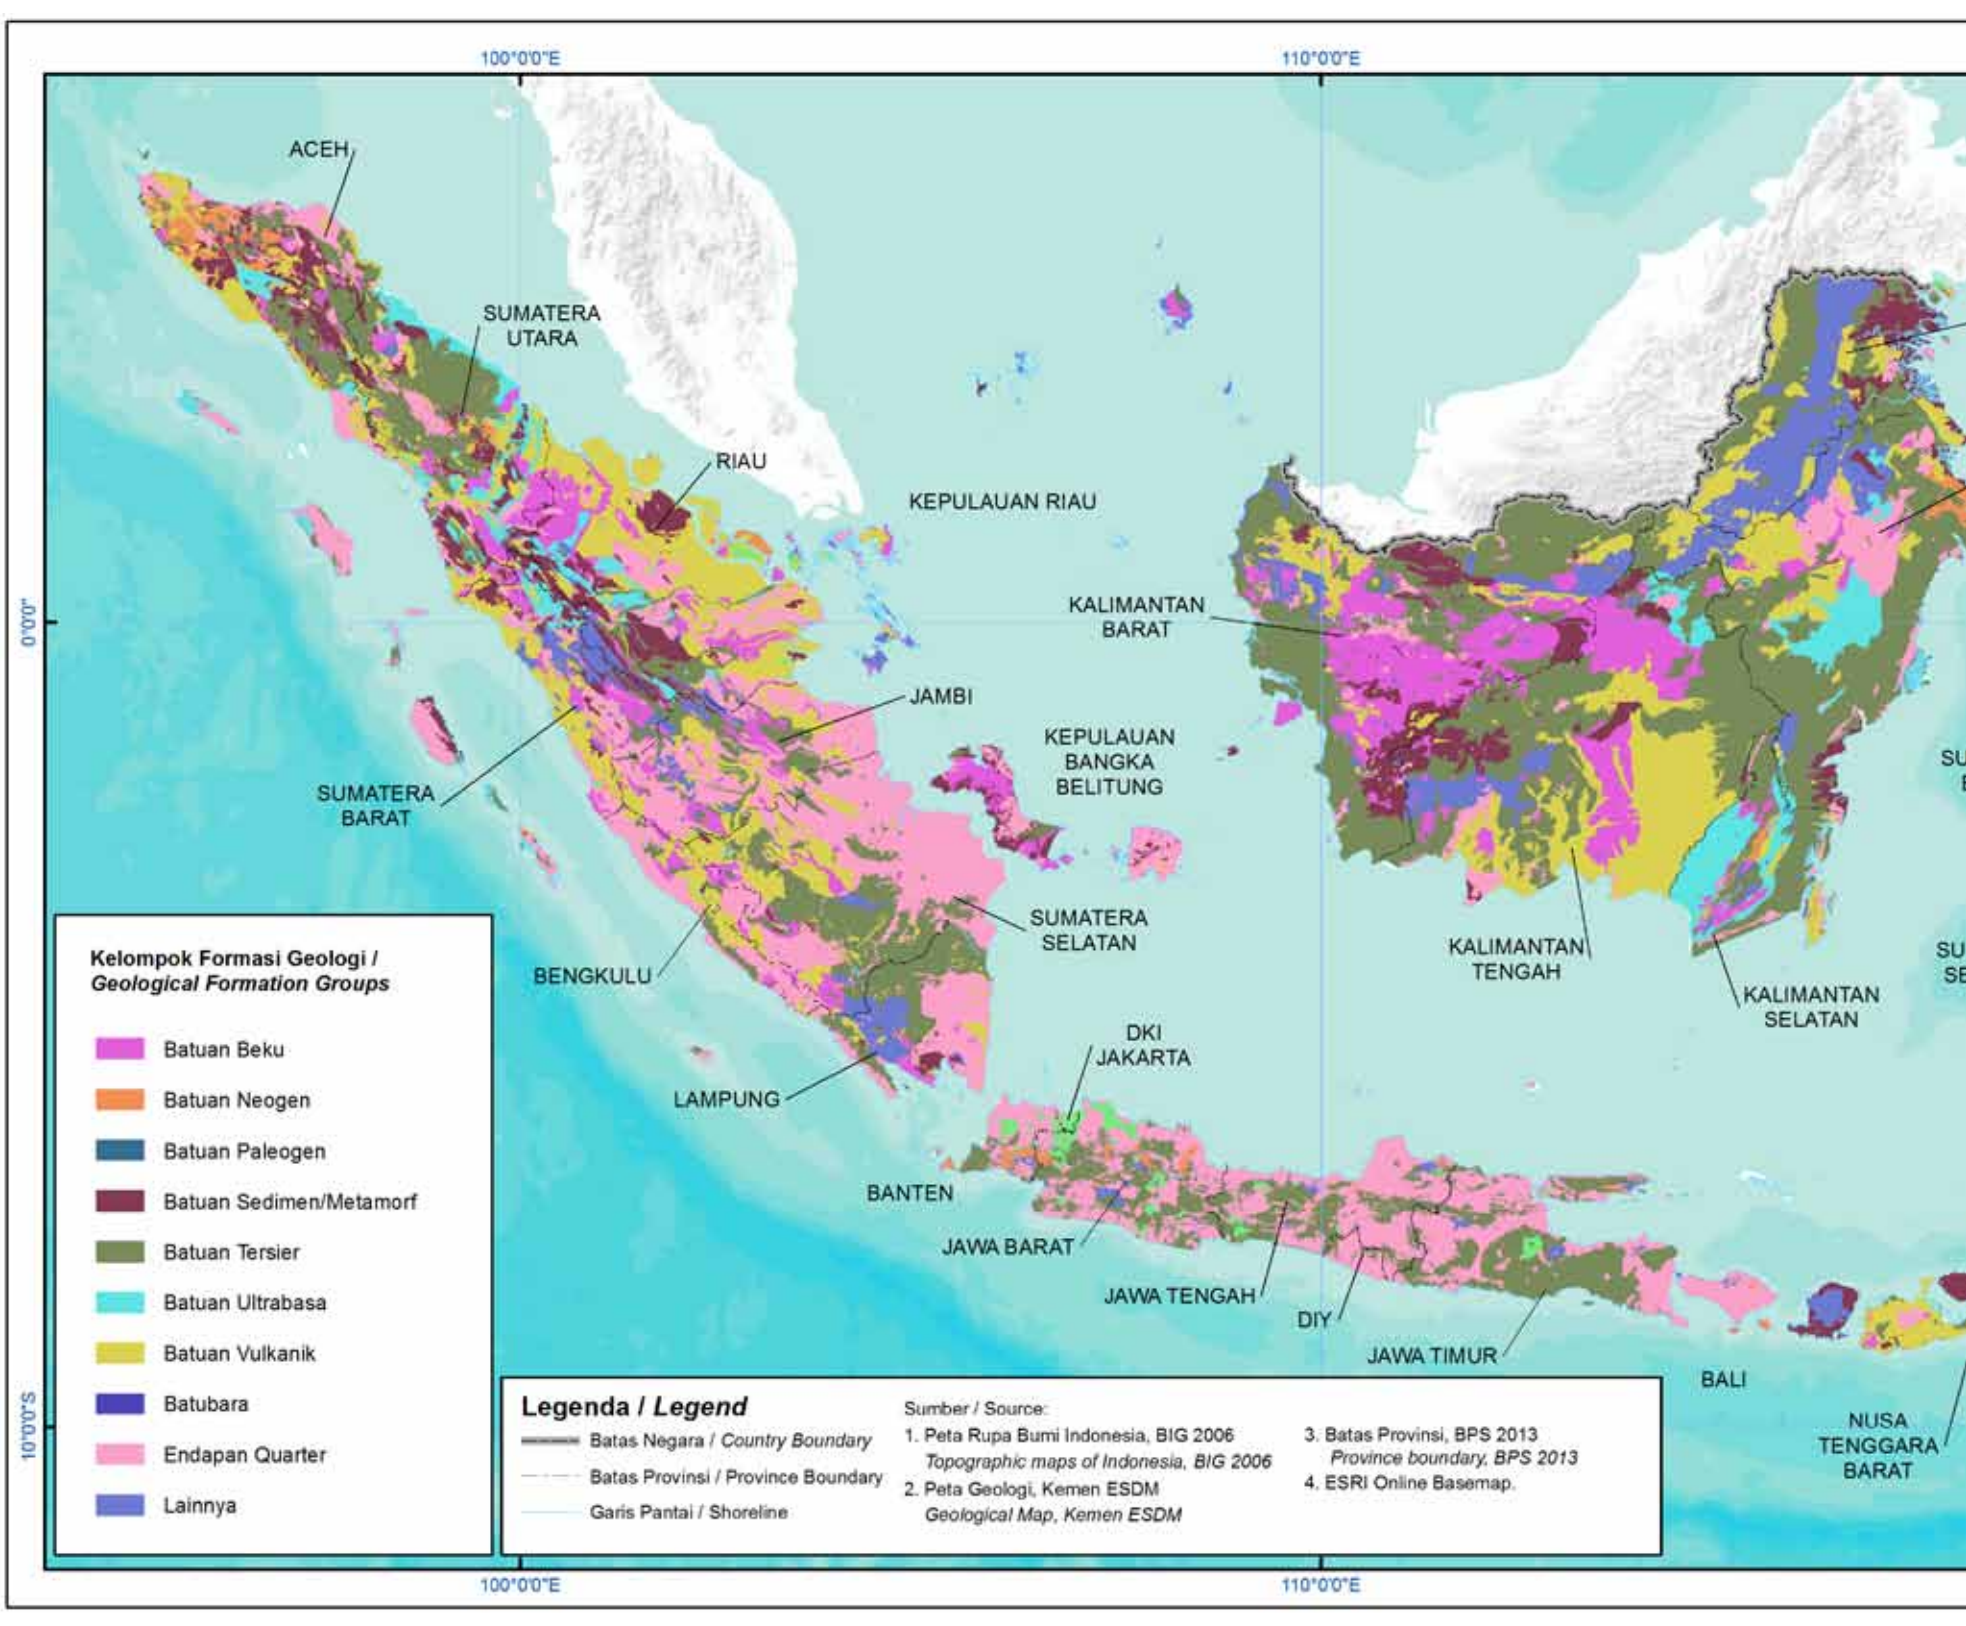 100°0'0"E
110°0'0"E
ACEH
SUMATERA
UTARA
RIAU
KEPULAUAN RIAU
0°0'0"
KALIMANTAN
BARAT
JAMBI
KEPULAUAN
BANGKA
BELITUNG
SUMATERA
BARAT
SU
SUMATERA
SELATAN
BENGKULU
KALIMANTAN
TENGAH
SU
SE
KALIMANTAN
SELATAN
DKI
JAKARTA
LAMPUNG
BANTEN
JAWA BARAT
JAWA TENGAH
DIY
JAWA TIMUR
BALI
NUSA
TENGGARA
BARAT
10°0'0"S
Kelompok Formasi Geologi /
Geological Formation Groups
Batuan Beku
Batuan Neogen
Batuan Paleogen
Batuan Sedimen/Metamorf
Batuan Tersier
Batuan Ultrabasa
Batuan Vulkanik
Batubara
Endapan Quarter
Lainnya
Legenda / Legend
Batas Negara / Country Boundary
Batas Provinsi / Province Boundary
Garis Pantai / Shoreline
Sumber / Source:
1. Peta Rupa Bumi Indonesia, BIG 2006
Topographic maps of Indonesia, BIG 2006
2. Peta Geologi, Kemen ESDM
Geological Map, Kemen ESDM
3. Batas Provinsi, BPS 2013
Province boundary, BPS 2013
4. ESRI Online Basemap.
100°0'0"E
110°0'0"E